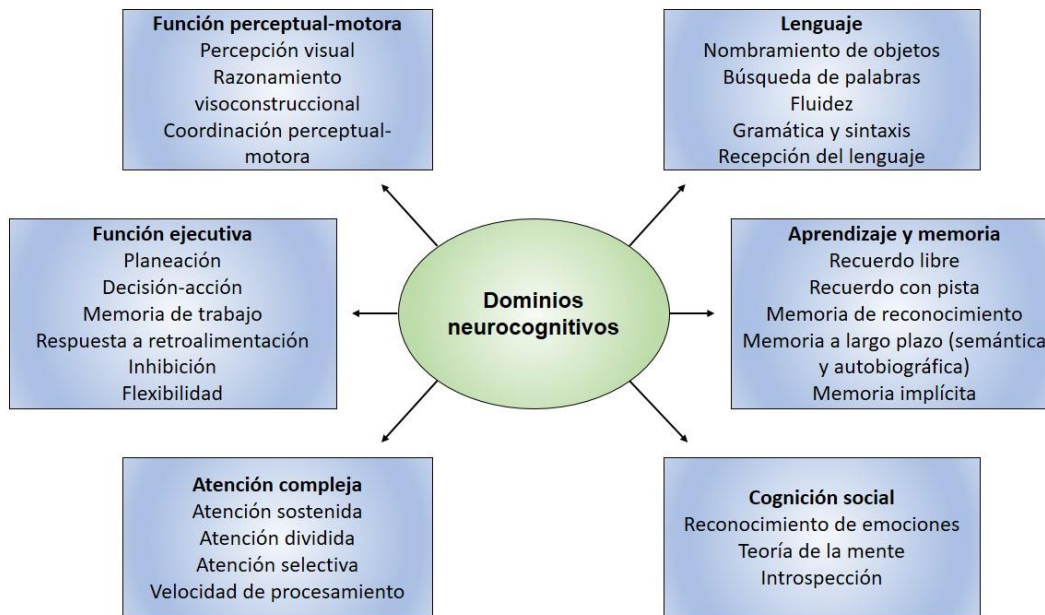 Función perceptual-motora
Percepción visual
Razonamiento
visoconstruccional
Coordinación perceptual-
motora
Lenguaje
Nombramiento de objetos
Búsqueda de palabras
Fluidez
Gramática y sintaxis
Recepción del lenguaje
Función ejecutiva
Planeación
Decisión-acción
Memoria de trabajo
Respuesta a retroalimentación
Inhibición
Flexibilidad
Dominios
neurocognitivos
Aprendizaje y memoria
Recuerdo libre
Recuerdo con pista
Memoria de reconocimiento
Memoria a largo plazo (semántica
y autobiográfica)
Memoria implícita
Atención compleja
Atención sostenida
Atención dividida
Atención selectiva
Velocidad de procesamiento
Cognición social
Reconocimiento de emociones
Teoría de la mente
Introspección